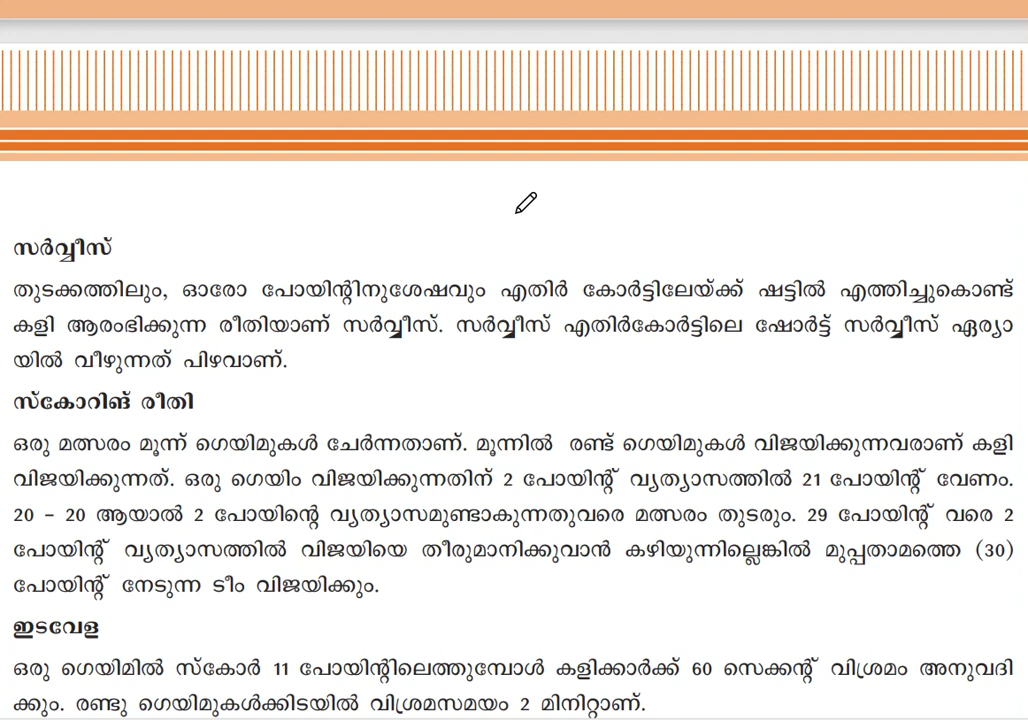 സർവ്വീസ്
തുടക്കത്തിലും, ഓരോ പോയിന്റിനുശേഷവും എതിർ കോർട്ടിലേയ്ക്ക് ഷട്ടിൽ എത്തിച്ചുകൊണ്ട്
കളി ആരംഭിക്കുന്ന രീതിയാണ് സർവ്വീസ്. സർവ്വീസ് എതിർകോർട്ടിലെ ഷോർട്ട് സർവ്വീസ് ഏര്യാ
യിൽ വീഴുന്നത് പിഴവാണ്.
സ്കോറിങ് രീതി
ഒരു മത്സരം മൂന്ന് ഗെയിമുകൾ ചേർന്നതാണ്. മൂന്നിൽ രണ്ട് ഗെയിമുകൾ വിജയിക്കുന്നവരാണ് കളി
വിജയിക്കുന്നത്. ഒരു ഗെയിം വിജയിക്കുന്നതിന് 2 പോയിന്റ് വ്യത്യാസത്തിൽ 21 പോയിന്റ് വേണം.
20 – 20 ആയാൽ 2 പോയിന്റെ വ്യത്യാസമുണ്ടാകുന്നതുവരെ മത്സരം തുടരും. 29 പോയിന്റ് വരെ 2
പോയിന്റ് വ്യത്യാസത്തിൽ വിജയിയെ തീരുമാനിക്കുവാൻ കഴിയുന്നില്ലെങ്കിൽ മുപ്പതാമത്തെ (30)
പോയിന്റ് നേടുന്ന ടീം വിജയിക്കും.
ഇടവേള
ഒരു ഗെയിമിൽ സ്കോർ 11 പോയിന്റിലെത്തുമ്പോൾ കളിക്കാർക്ക് 60 സെക്കന്റ് വിശ്രമം അനുവദി
ക്കും. രണ്ടു ഗെയിമുകൾക്കിടയിൽ വിശ്രമസമയം 2 മിനിറ്റാണ്.